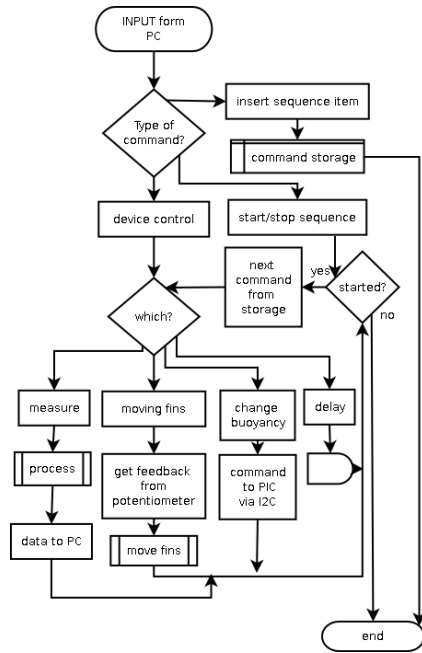 INPUT form
PC
Type of
command?
insert sequence item
command storage
device control
start/stop sequence
next
command
from
storage
yes
started?
no
which?
measure
moving fins
change
buoyancy
delay
process
get feedback
from
potentiometer
command
to PIC
via I2C
data to PC
move fins
end